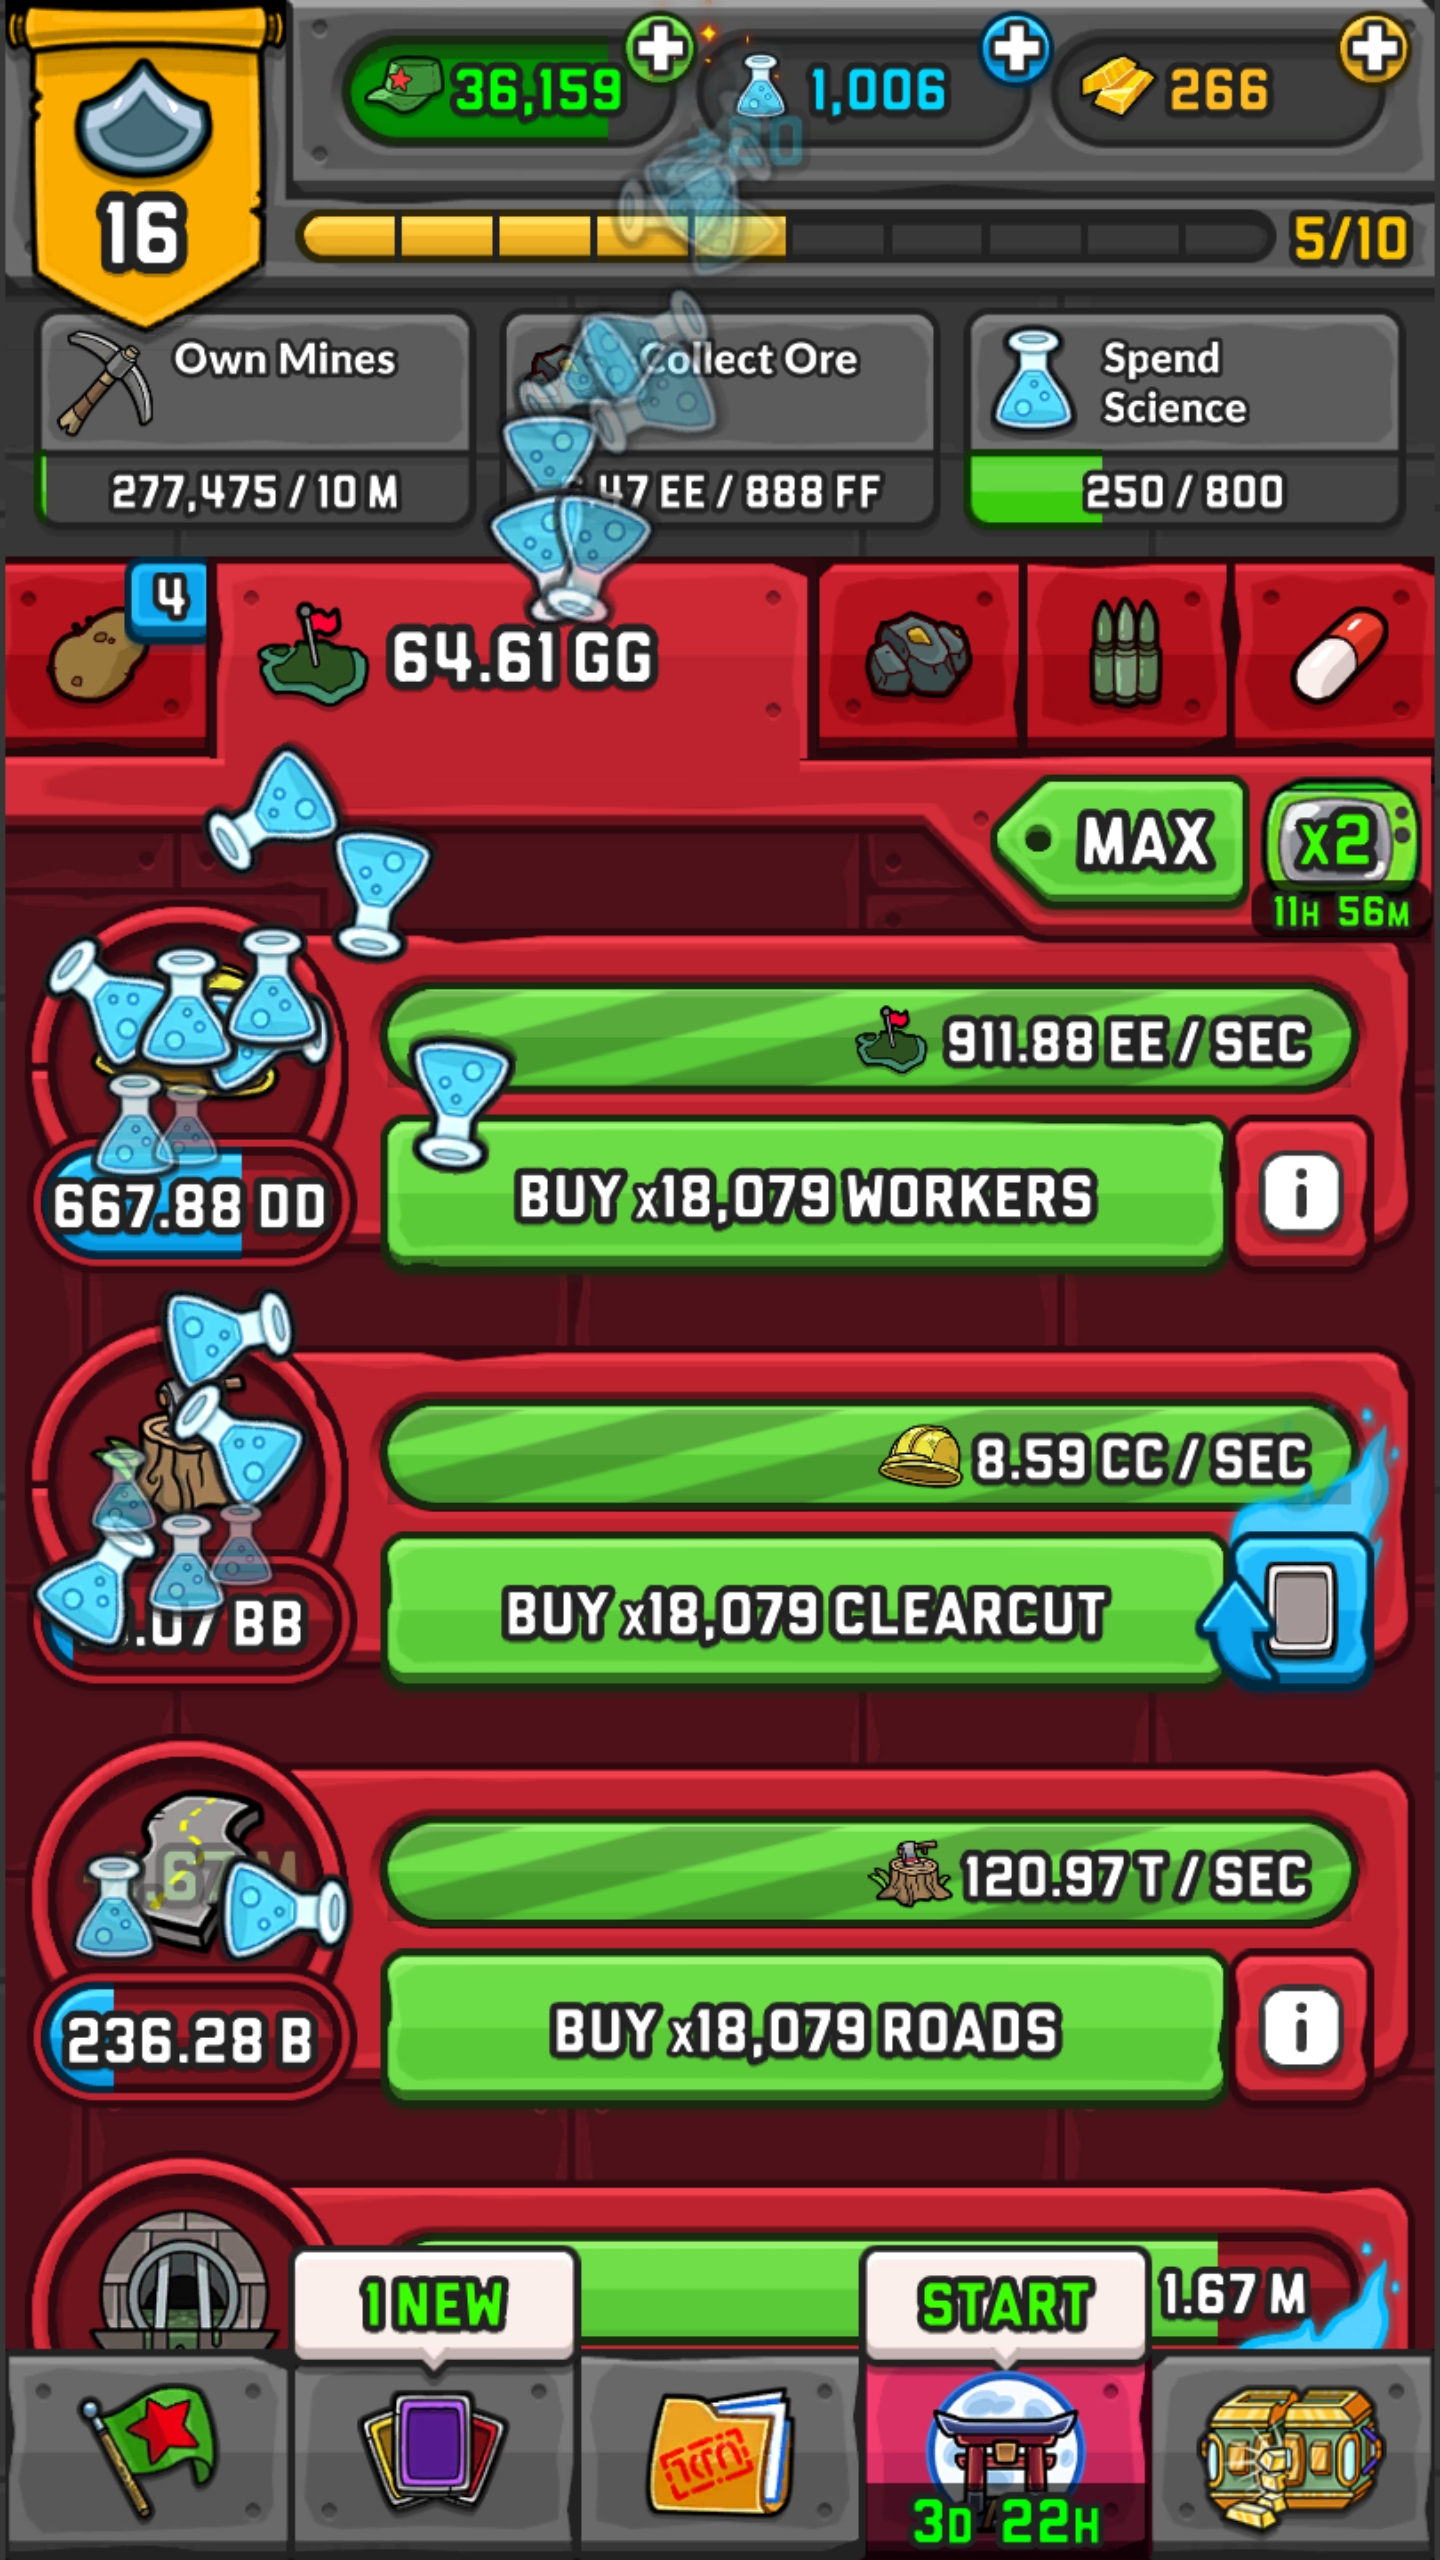 36,159
1,006
266
+20
16
5/10
Own Mines
277,475 / 10 M
Collect Ore
47 EE / 888 FF
Spend
Science
250 / 800
4
64.61 GG
MAX
x2
11H 56M
911.88 EE / SEC
667.88 DD
BUY x18,079 WORKERS
8.59 CC / SEC
.07 BB
BUY x18,079 CLEARCUT
120.97 T / SEC
236.28 B
BUY x18,079 ROADS
1.67 M
1 NEW
START
3D 22H